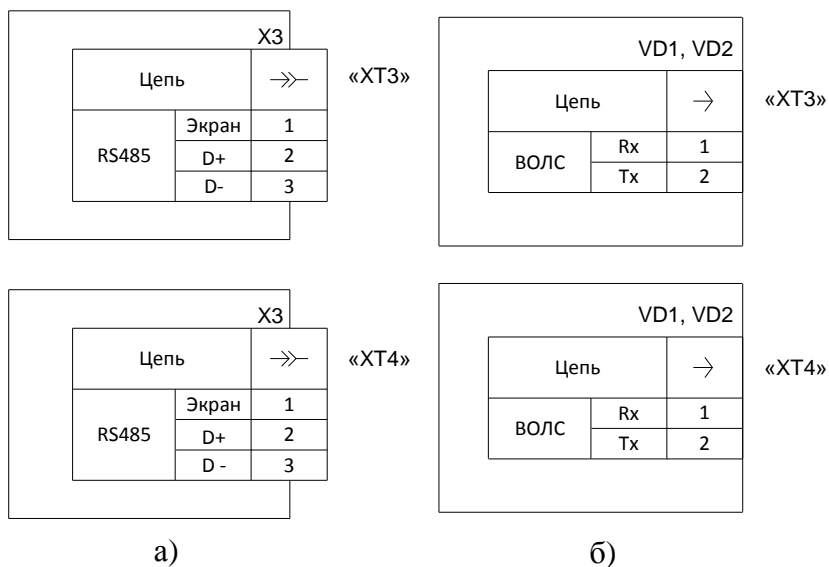 X3
Цепь
«XT3»
RS485
Экран 1
D+ 2
D- 3
VD1, VD2
Цепь
«XT3»
ВОЛС
Rx 1
Tx 2
X3
Цепь
«XT4»
RS485
Экран 1
D+ 2
D - 3
VD1, VD2
Цепь
«XT4»
ВОЛС
Rx 1
Tx 2
а)
б)